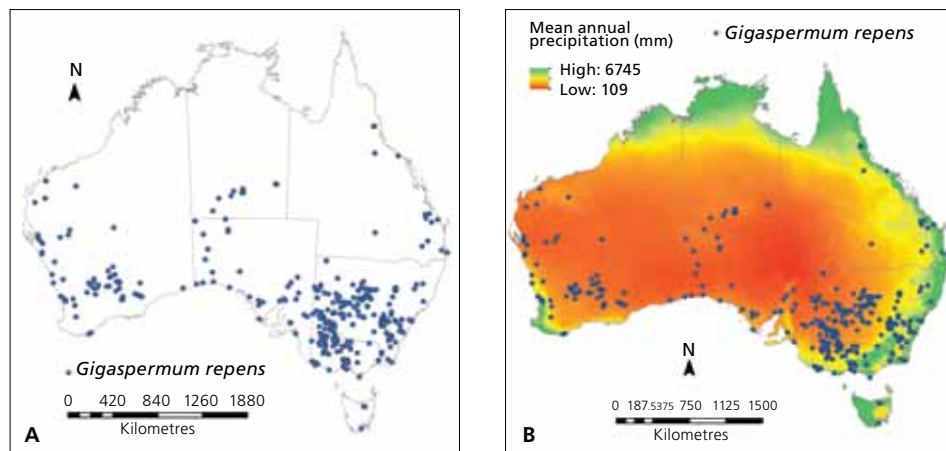 N
Gigaspermum repens
0 420 840 1260 1880
Kilometres
A
Mean annual
precipitation (mm)
High: 6745
Low: 109
Gigaspermum repens
N
0 187.5375 750 1125 1500
Kilometres
B